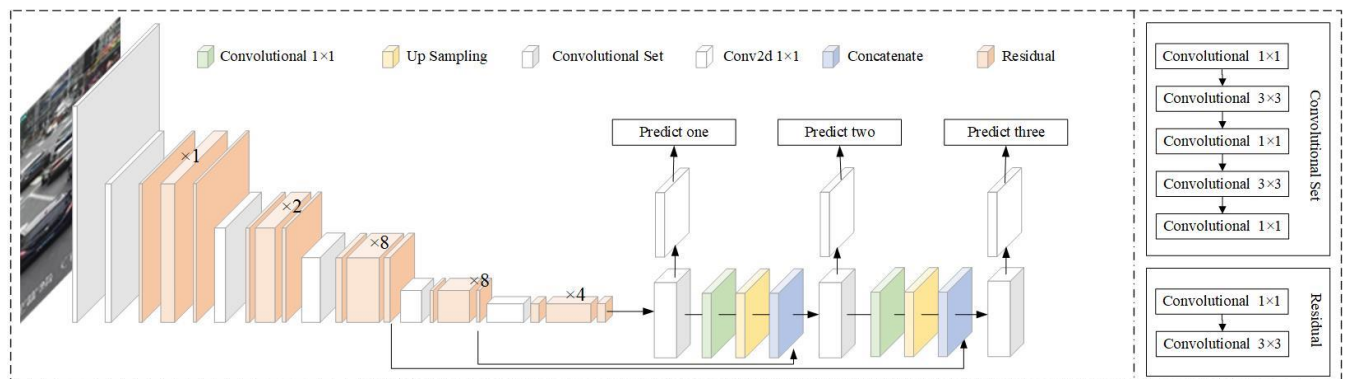 Convolutional 1×1
Up Sampling
Convolutional Set
Conv2d 1×1
Concatenate
Residual
×1
×2
×8
×8
×4
Predict one
Predict two
Predict three
Convolutional 1×1
Convolutional 3×3
Convolutional 1×1
Convolutional 3×3
Convolutional 1×1
Convolutional Set
Convolutional 1×1
Convolutional 3×3
Residual